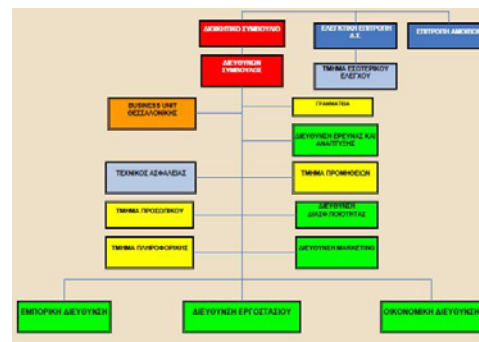 ΔΙΟΙΚΗΤΙΚΟ ΣΥΜΒΟΥΛΙΟ
ΕΛΕΓΚΤΙΚΗ ΕΠΙΤΡΟΠΗ
Δ.Σ.
ΕΠΙΤΡΟΠΗ ΑΜΟΙΒΩΝ
ΔΙΕΥΘΥΝΩΝ
ΣΥΜΒΟΥΛΟΣ
ΤΜΗΜΑ ΕΣΩΤΕΡΙΚΟΥ
ΕΛΕΓΧΟΥ
BUSINESS UNIT
ΘΕΣΣΑΛΟΝΙΚΗΣ
ΓΡΑΜΜΑΤΕΙΑ
ΔΙΕΥΘΥΝΣΗ ΕΡΕΥΝΑΣ ΚΑΙ
ΑΝΑΠΤΥΞΗΣ
ΤΕΧΝΙΚΟΣ ΑΣΦΑΛΕΙΑΣ
ΤΜΗΜΑ ΠΡΟΜΗΘΕΙΩΝ
ΤΜΗΜΑ ΠΡΟΣΩΠΙΚΟΥ
ΔΙΕΥΘΥΝΣΗ
ΔΙΑΣΦ.ΠΟΙΟΤΗΤΑΣ
ΤΜΗΜΑ ΠΛΗΡΟΦΟΡΙΚΗΣ
ΔΙΕΥΘΥΝΣΗ MARKETING
ΕΜΠΟΡΙΚΗ ΔΙΕΥΘΥΝΣΗ
ΔΙΕΥΘΥΝΣΗ ΕΡΓΟΣΤΑΣΙΟΥ
ΟΙΚΟΝΟΜΙΚΗ ΔΙΕΥΘΥΝΣΗ